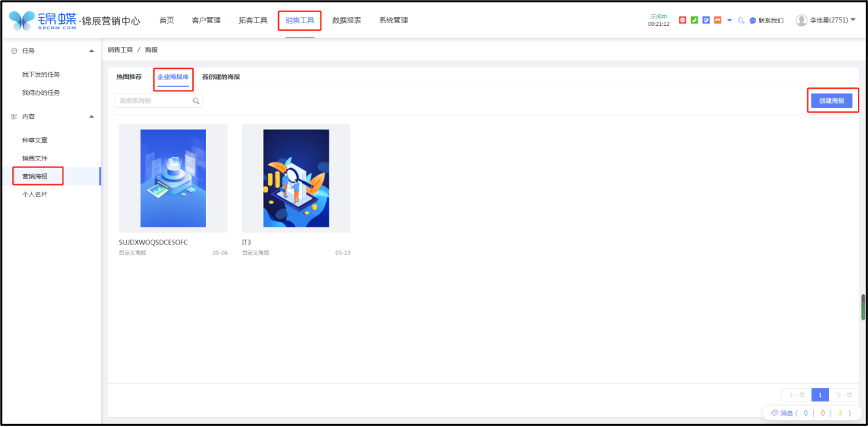 锦蝶·锦辰营销中心
SZCRM.COM
首页 客户管理 拓客工具 销售工具 数据报表 系统管理
示闲中
00:21:12
联系我们
李佳星(2751)
任务
我下发的任务
我待办的任务
内容
种草文章
销售文件
营销海报
个人名片
销售工具 / 海报
热图推荐 企业海报库 我创建的海报
请搜索海报
创建海报
SUJDXWOQSDCESOFC
自定义海报 05-06
JT3
自定义海报 05-19
上一页 1 下一页
消息 ( 0 | 0 | 3 )